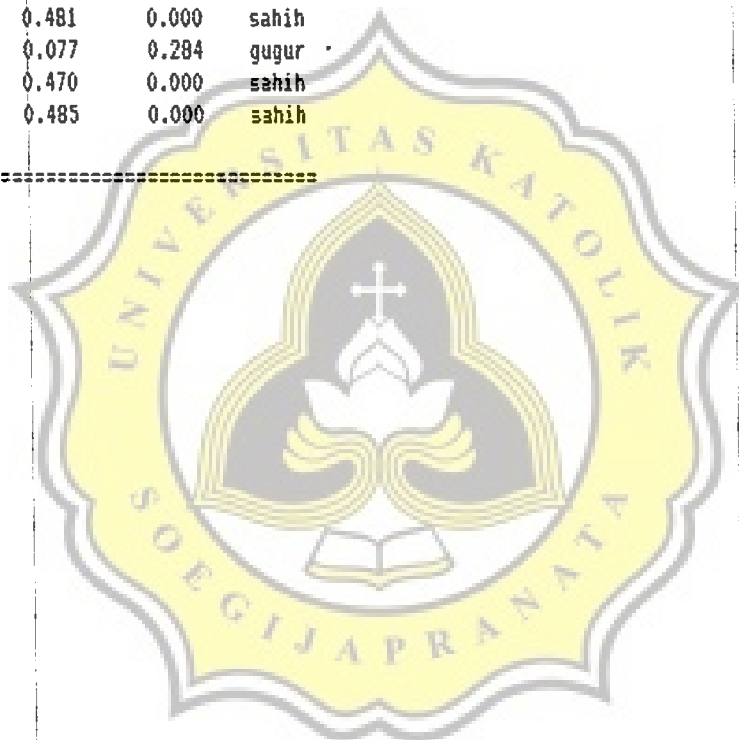 0.481 0.000 sahih
0.077 0.284 gugur
0.470 0.000 sahih
0.485 0.000 sahih
==============================
UNIVERSITAS KATOLIK
SOEGIJAPRANATA